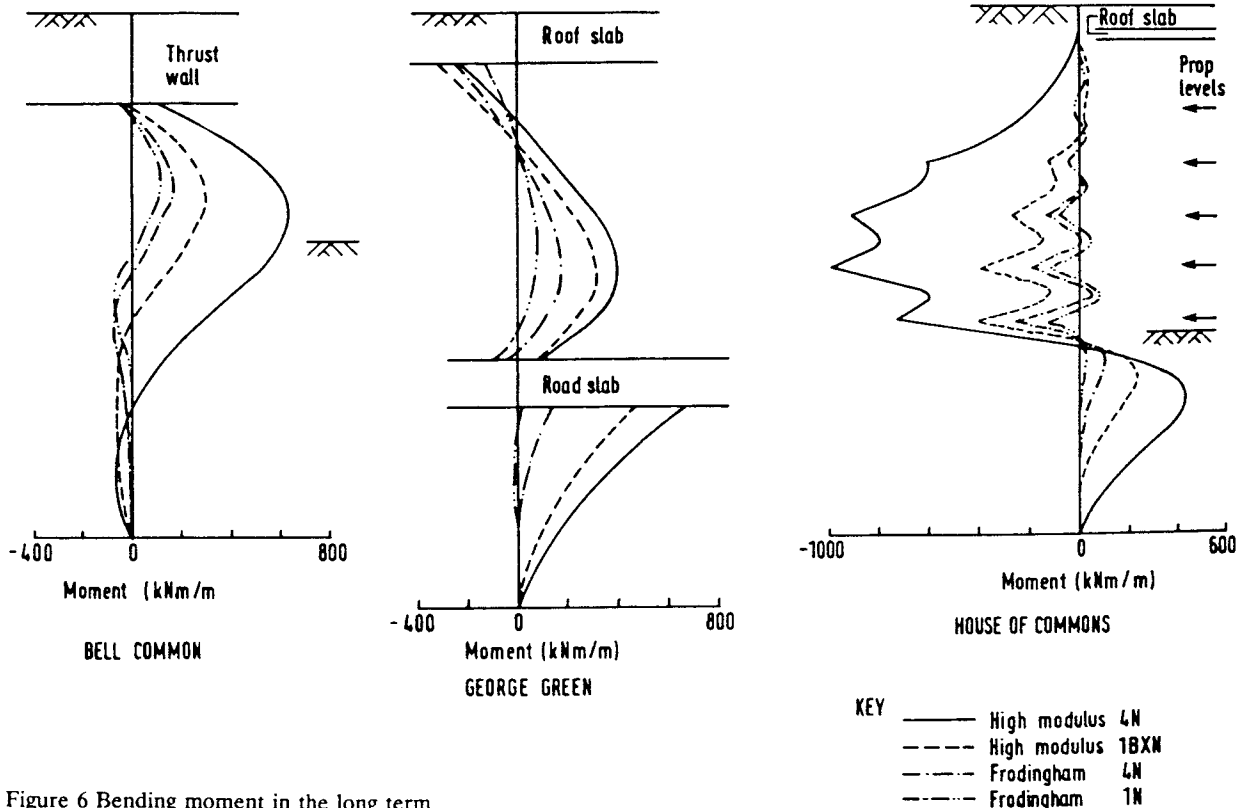 Thrust
wall
-400
0
800
Moment (kNm/m
BELL COMMON
Roof slab
Road slab
-400
0
800
Moment (kNm/m)
GEORGE GREEN
Roof slab
Prop
levels
-1000
0
600
Moment (kNm/m)
HOUSE OF COMMONS
KEY
High modulus 4N
High modulus 1BXN
Frodingham 4N
Frodingham 1N
Figure 6 Bending moment in the long term